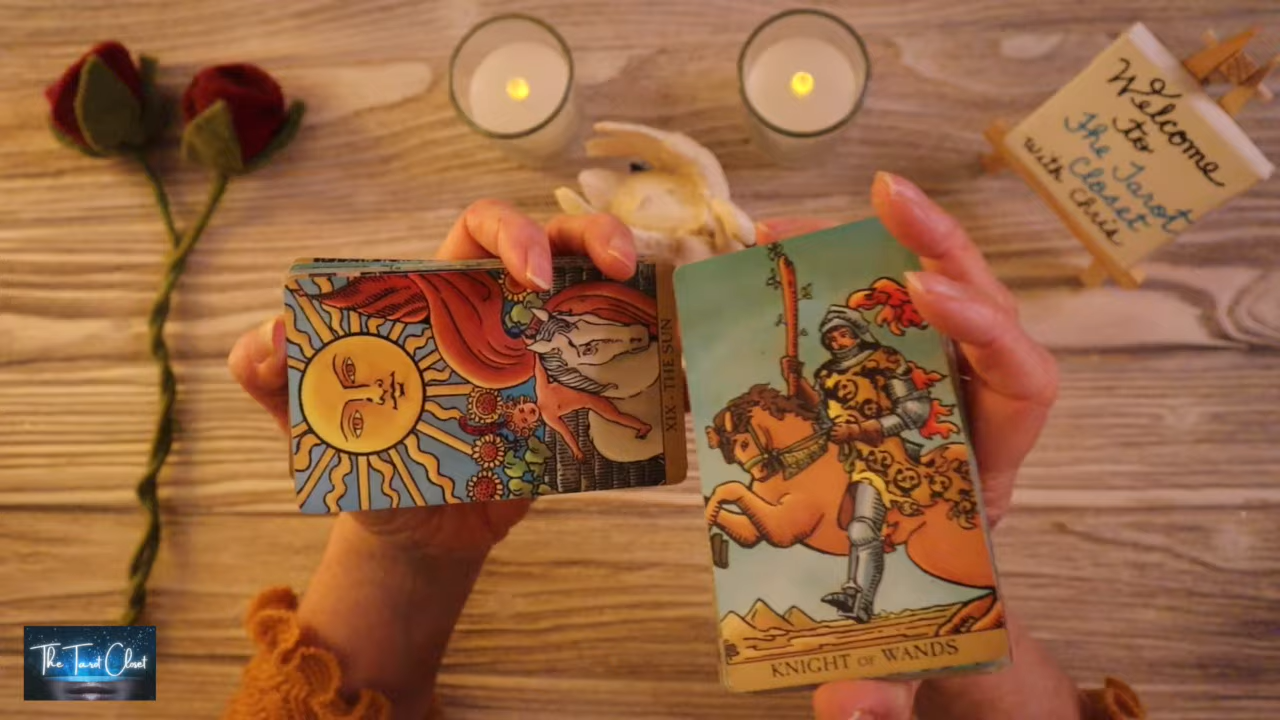 Welcome
to
The Tarot
Closet
with Chris
XIX · THE SUN
KNIGHT OF WANDS
The Tarot Closet